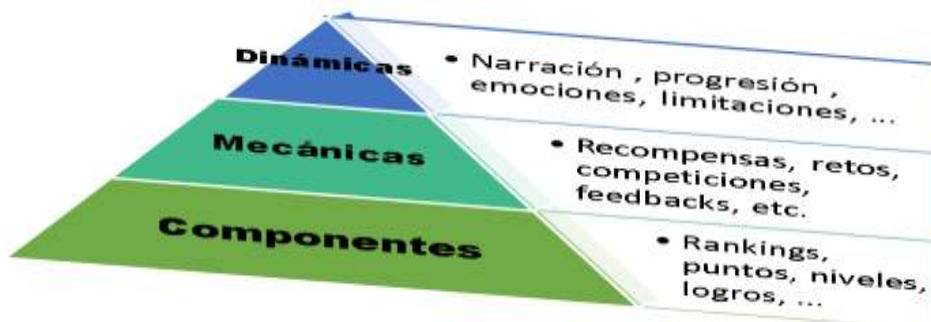 Dinámicas
• Narración , progresión ,
emociones, limitaciones, ...
Mecánicas
• Recompensas, retos,
competiciones,
feedbacks, etc.
Componentes
• Rankings,
puntos, niveles,
logros, ...